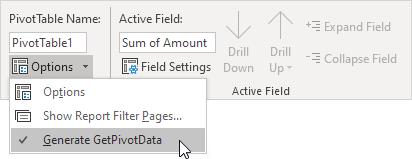 PivotTable Name:
PivotTable1
Options
Active Field:
Sum of Amount
Field Settings
Drill Down
Drill Up
Expand Field
Collapse Field
Active Field
Options
Show Report Filter Pages...
Generate GetPivotData